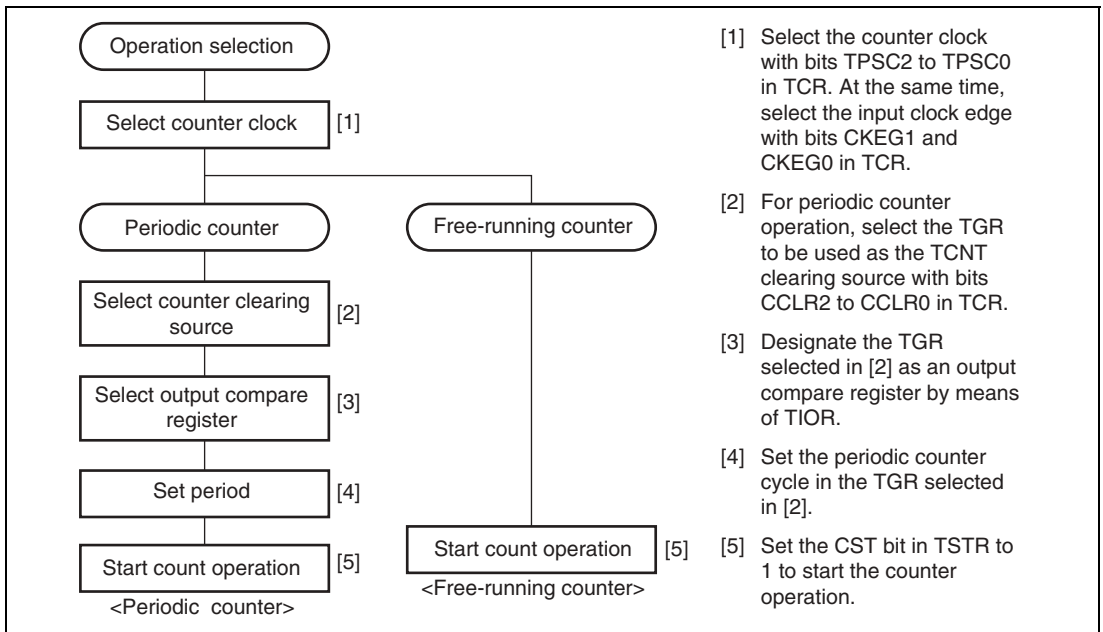 Operation selection
Select counter clock
[1]
Periodic counter
Free-running counter
Select counter clearing
source
[2]
Select output compare
register
[3]
Set period
[4]
Start count operation
[5]
<Periodic counter>
Start count operation
[5]
<Free-running counter>
[1] Select the counter clock
with bits TPSC2 to TPSC0
in TCR. At the same time,
select the input clock edge
with bits CKEG1 and
CKEG0 in TCR.
[2] For periodic counter
operation, select the TGR
to be used as the TCNT
clearing source with bits
CCLR2 to CCLR0 in TCR.
[3] Designate the TGR
selected in [2] as an output
compare register by means
of TIOR.
[4] Set the periodic counter
cycle in the TGR selected
in [2].
[5] Set the CST bit in TSTR to
1 to start the counter
operation.